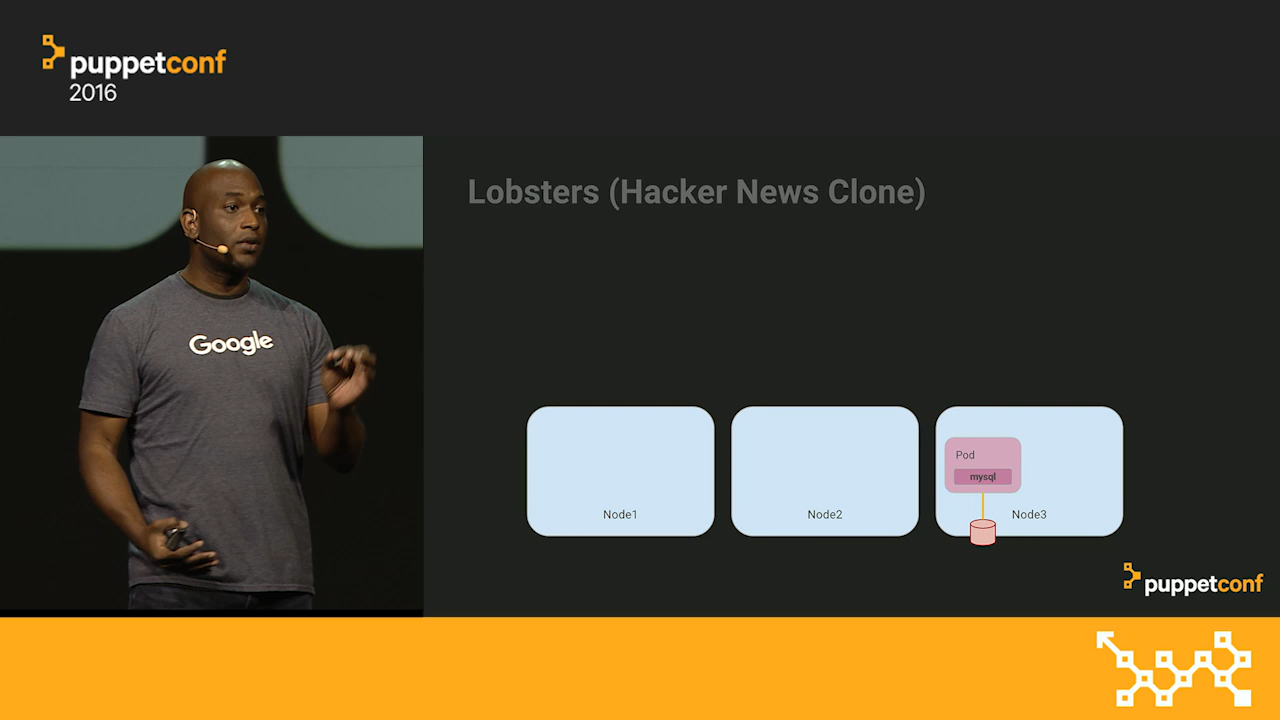 puppetconf
2016
Google
Lobsters (Hacker News Clone)
Pod
mysql
Node1
Node2
Node3
puppetconf